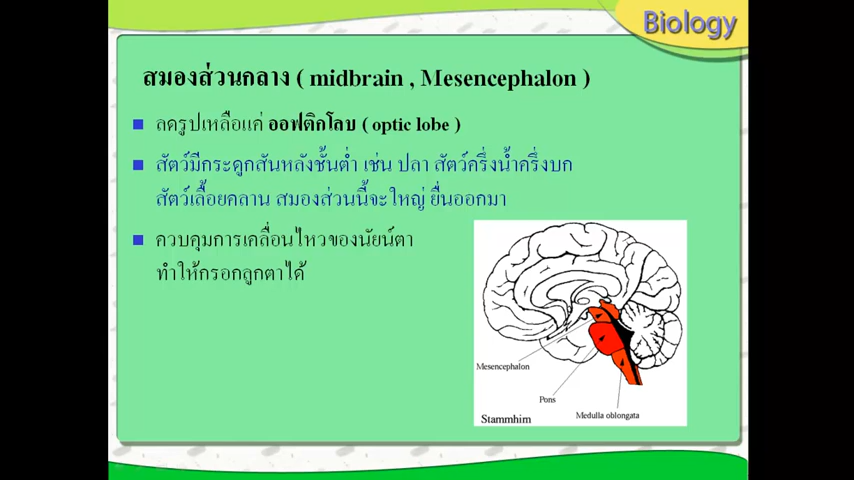 Biology
สมองส่วนกลาง ( midbrain , Mesencephalon )
ลดรูปเหลือแค่ ออฟติกโลบ ( optic lobe )
สัตว์มีกระดูกสันหลังชั้นต่ำ เช่น ปลา สัตว์ครึ่งน้ำครึ่งบก
สัตว์เลื้อยคลาน สมองส่วนนี้จะใหญ่ ยื่นออกมา
ควบคุมการเคลื่อนไหวของนัยน์ตา
ทำให้กรอกลูกตาได้
Mesencephalon
Pons
Medulla oblongata
Stammhirn